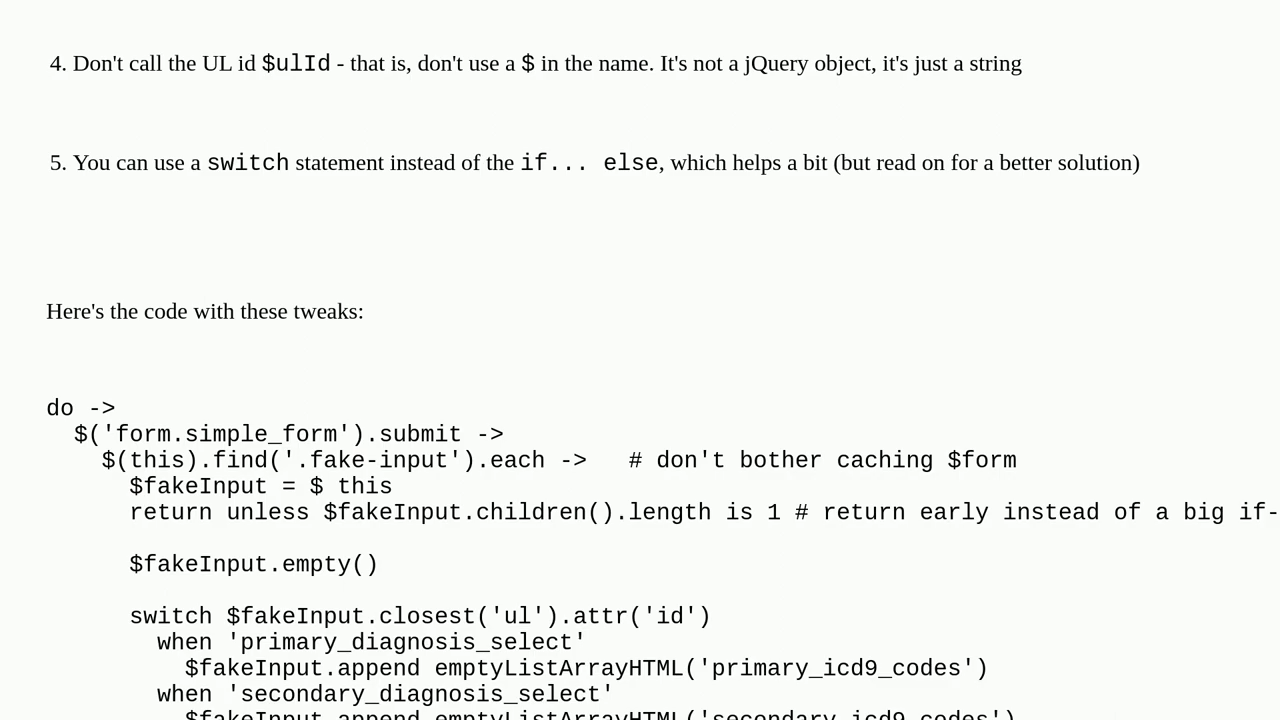 4. Don't call the UL id $ulId - that is, don't use a $ in the name. It's not a jQuery object, it's just a string
5. You can use a switch statement instead of the if... else, which helps a bit (but read on for a better solution)
Here's the code with these tweaks:
do ->
  $('form.simple_form').submit ->
    $(this).find('.fake-input').each ->   # don't bother caching $form
      $fakeInput = $ this
      return unless $fakeInput.children().length is 1 # return early instead of a big if-
      $fakeInput.empty()
      switch $fakeInput.closest('ul').attr('id')
        when 'primary_diagnosis_select'
          $fakeInput.append emptyListArrayHTML('primary_icd9_codes')
        when 'secondary_diagnosis_select'
          $fakeInput.append emptyListArrayHTML('secondary_icd9_codes')